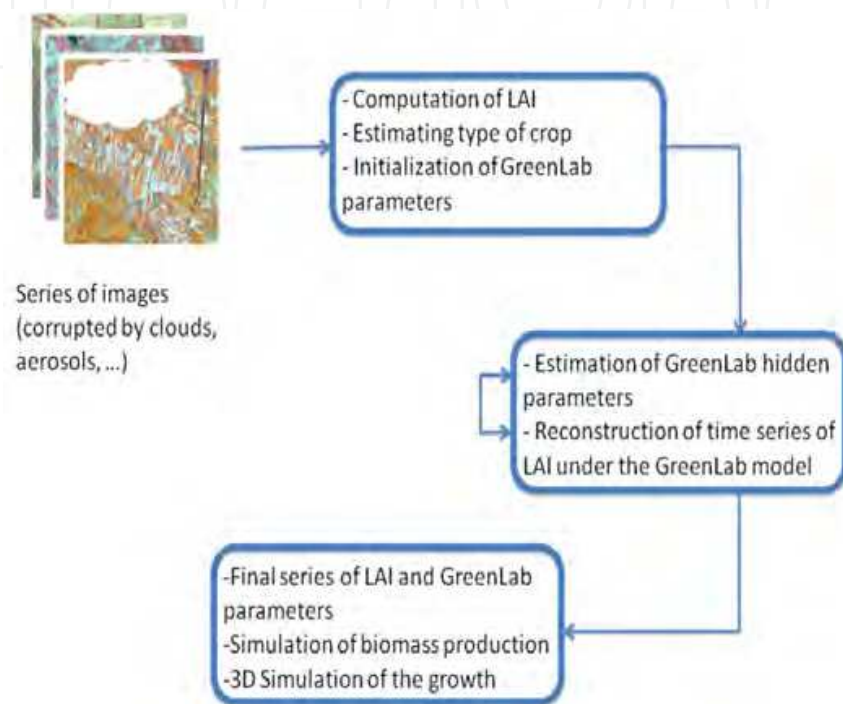 - Computation of LAI
- Estimating type of crop
- Initialization of GreenLab
parameters
Series of images
(corrupted by clouds,
aerosols, ...)
- Estimation of GreenLab hidden
parameters
- Reconstruction of time series of
LAI under the GreenLab model
-Final series of LAI and GreenLab
parameters
-Simulation of biomass production
-3D Simulation of the growth